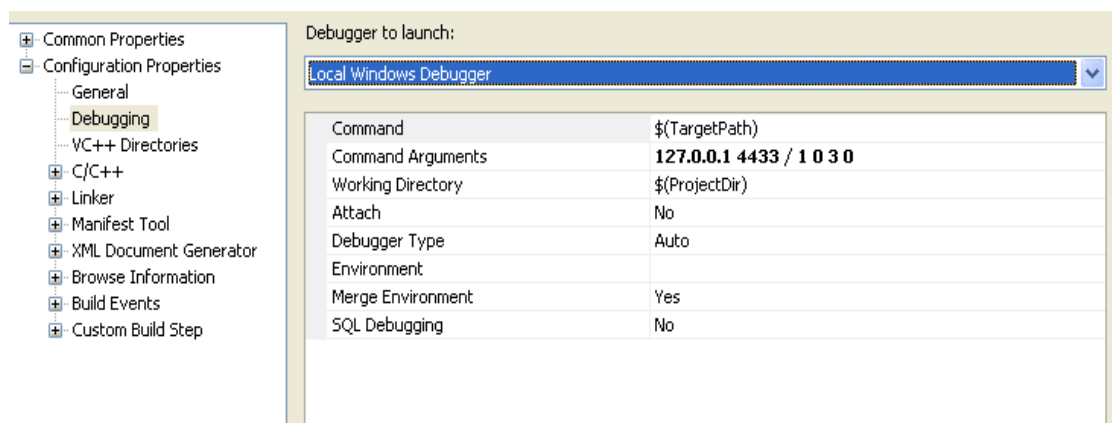 Common Properties
Configuration Properties
General
Debugging
VC++ Directories
C/C++
Linker
Manifest Tool
XML Document Generator
Browse Information
Build Events
Custom Build Step
Debugger to launch:
Local Windows Debugger
Command $(TargetPath)
Command Arguments 127.0.0.1 4433 / 1 0 3 0
Working Directory $(ProjectDir)
Attach No
Debugger Type Auto
Environment
Merge Environment Yes
SQL Debugging No